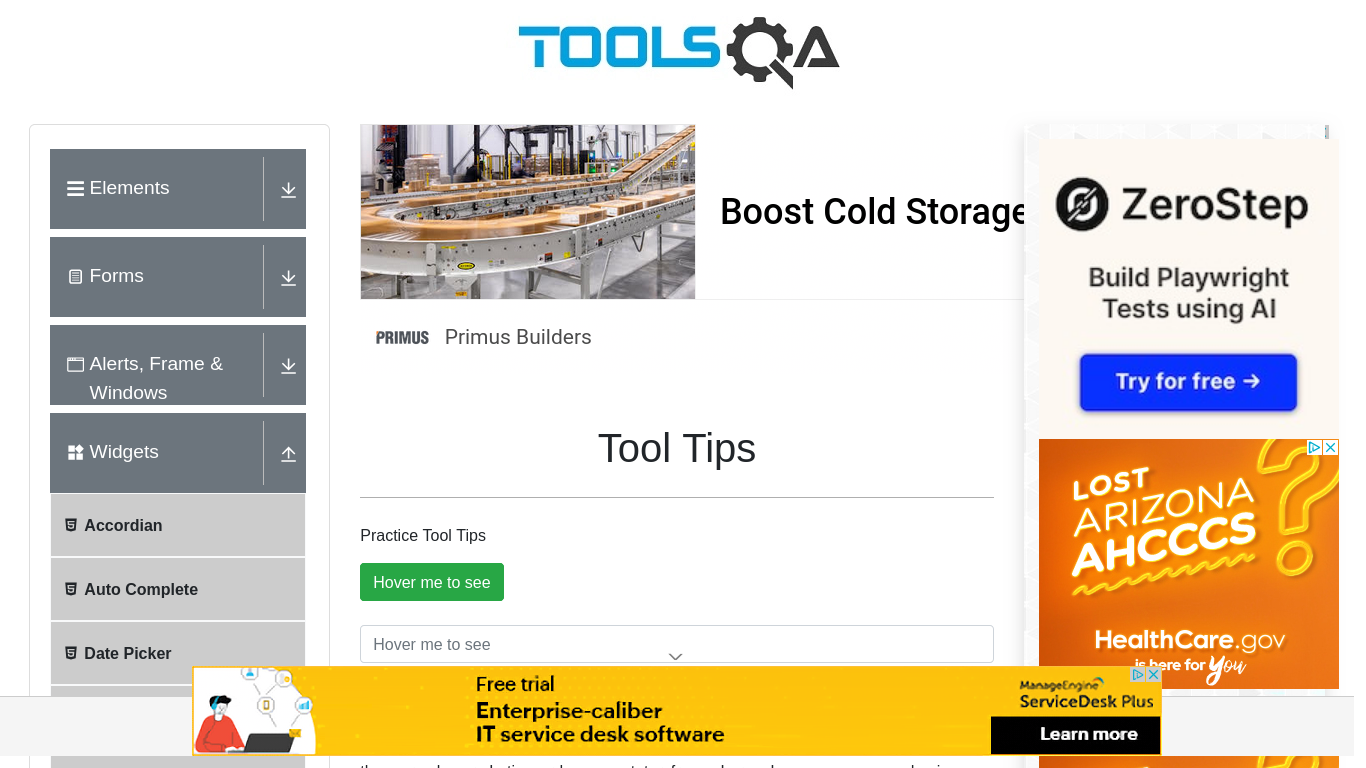 TOOLSQA
Elements
Forms
Alerts, Frame &
Windows
Widgets
Accordian
Auto Complete
Date Picker
Boost Cold Storage
PRIMUS
Primus Builders
Tool Tips
Practice Tool Tips
Hover me to see
Hover me to see
ZeroStep
Build Playwright
Tests using AI
Try for free →
LOST
ARIZONA
AHCCCS
?
HealthCare.gov
is here for You
Free trial
Enterprise-caliber
IT service desk software
ManageEngine
ServiceDesk Plus
Learn more